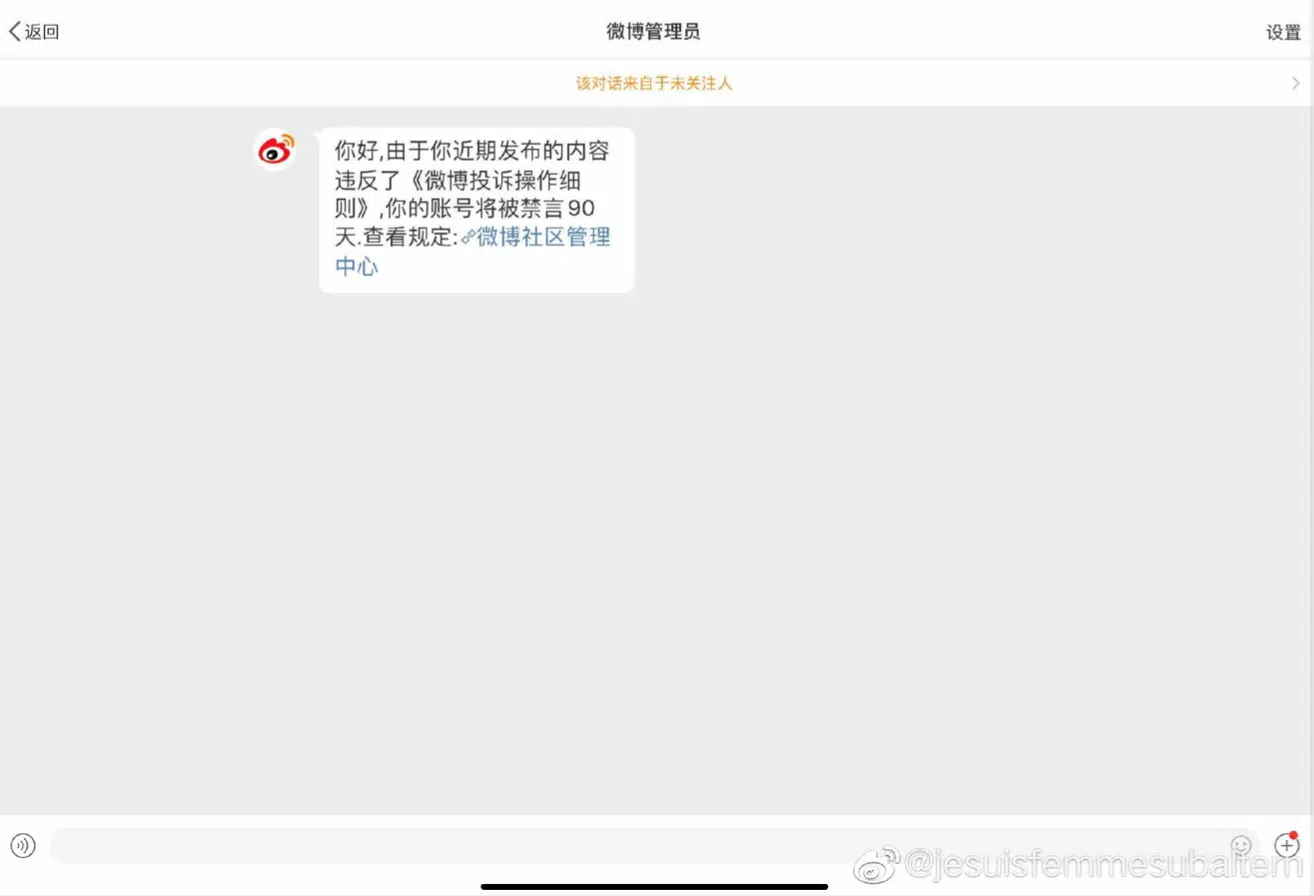 返回
微博管理员
设置
该对话来自于未关注人
你好,由于你近期发布的内容
违反了《微博投诉操作细
则》,你的账号将被禁言90
天.查看规定:微博社区管理
中心
@jesuisfemmesubaltern